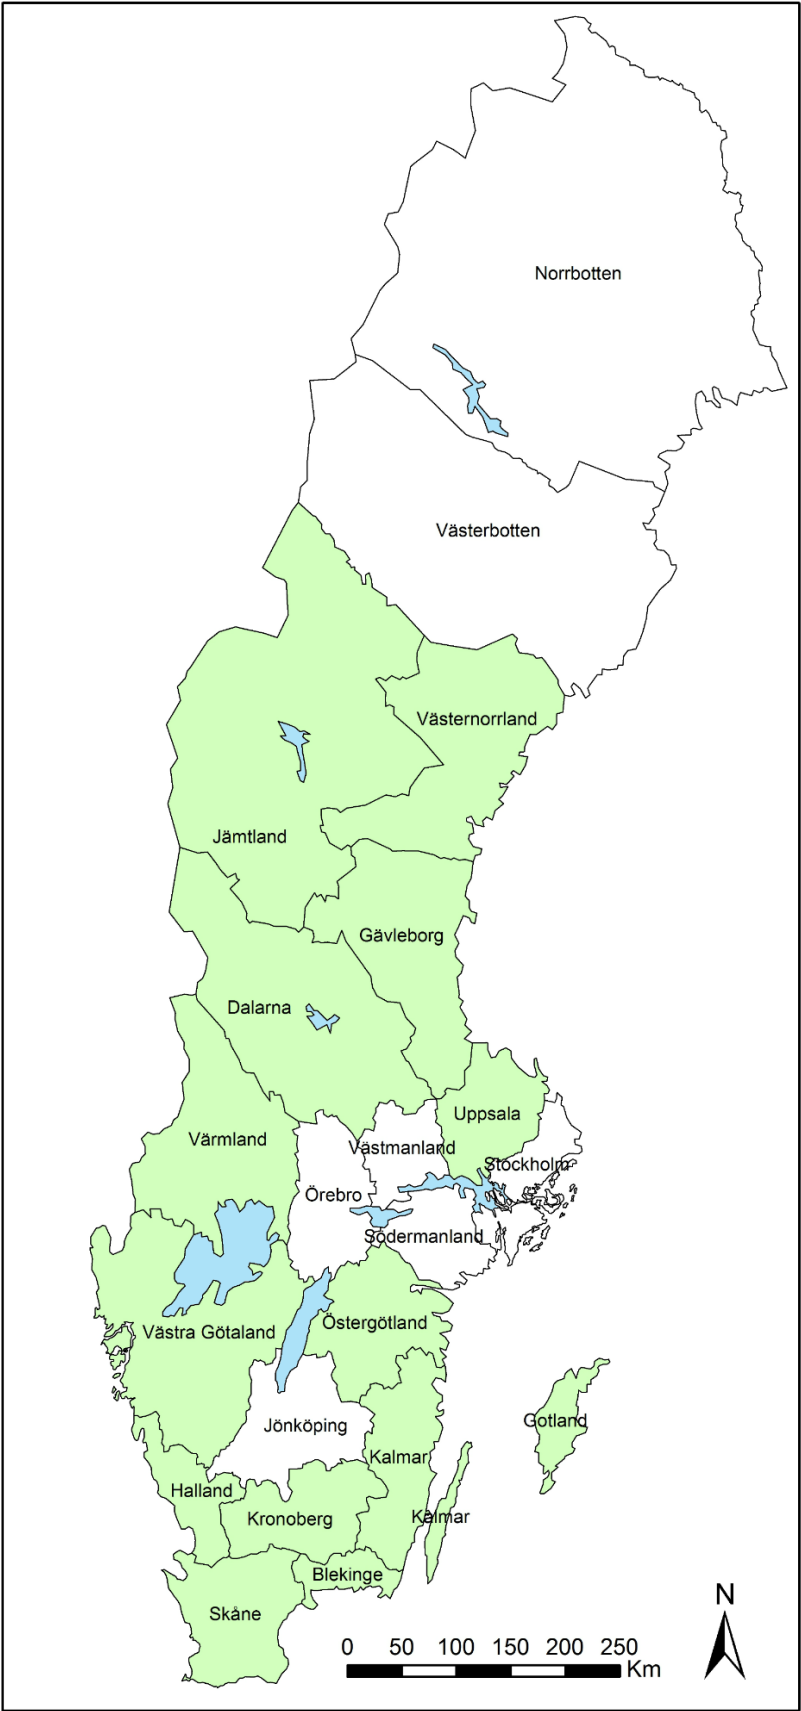 Norrbotten
Västerbotten
Västernorrland
Jämtland
Gävleborg
Dalarna
Uppsala
Värmland
Västmanland
Stockholm
Örebro
Södermanland
Västra Götaland
Östergötland
Gotland
Jönköping
Kalmar
Halland
Kronoberg
Kalmar
Blekinge
Skåne
N
0 50 100 150 200 250
Km